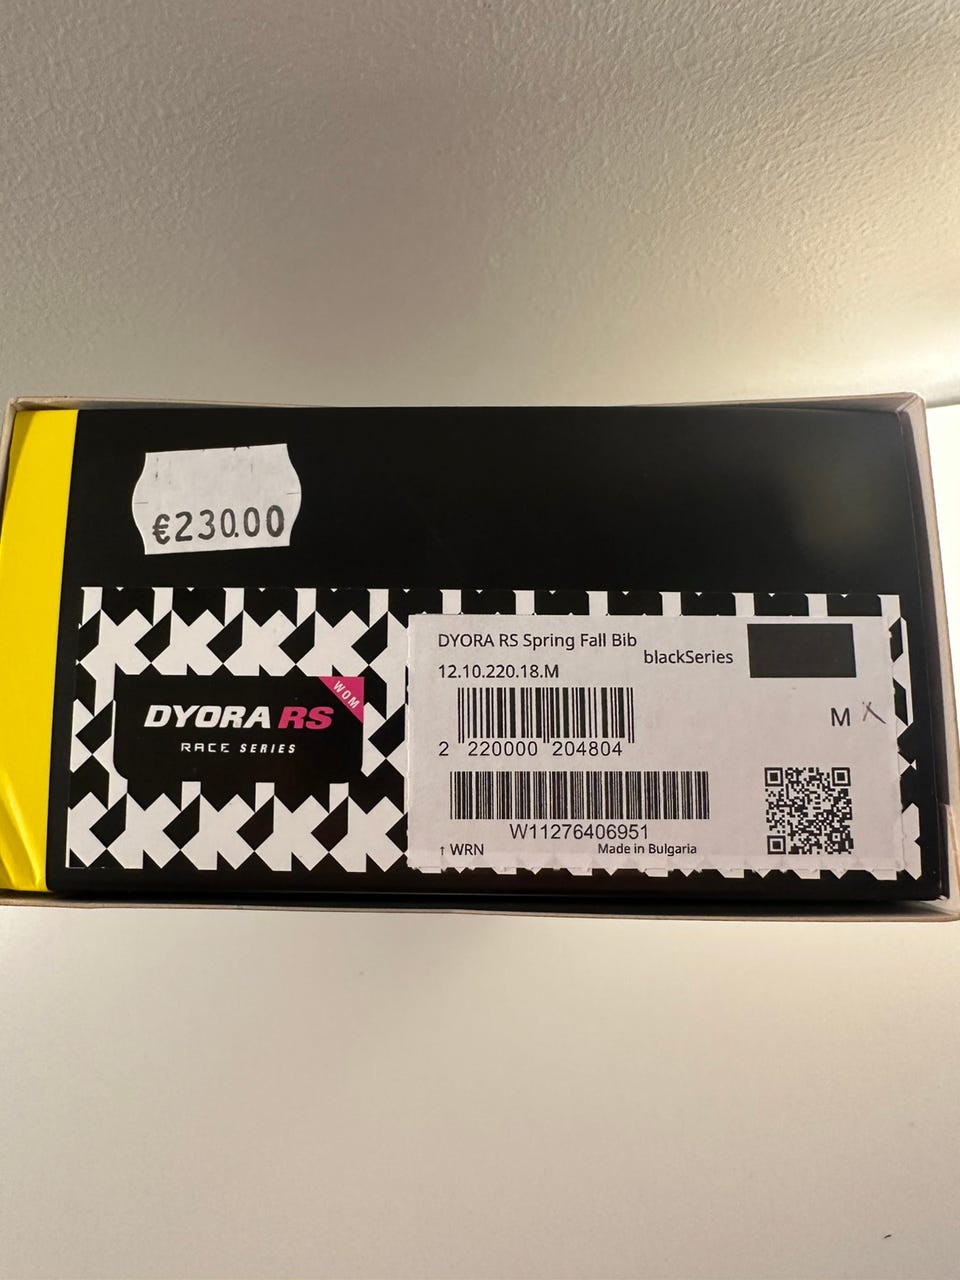 €230.00
WOM
DYORA RS
RACE SERIES
DYORA RS Spring Fall Bib
blackSeries
12.10.220.18.M
M X
2 220000 204804
W11276406951
↑ WRN
Made in Bulgaria